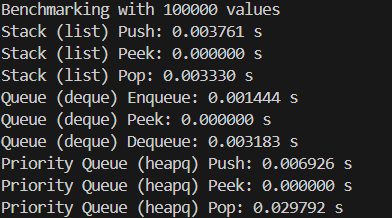 Benchmarking with 100000 values
Stack (list) Push: 0.003761 s
Stack (list) Peek: 0.000000 s
Stack (list) Pop: 0.003330 s
Queue (deque) Enqueue: 0.001444 s
Queue (deque) Peek: 0.000000 s
Queue (deque) Dequeue: 0.003183 s
Priority Queue (heapq) Push: 0.006926 s
Priority Queue (heapq) Peek: 0.000000 s
Priority Queue (heapq) Pop: 0.029792 s